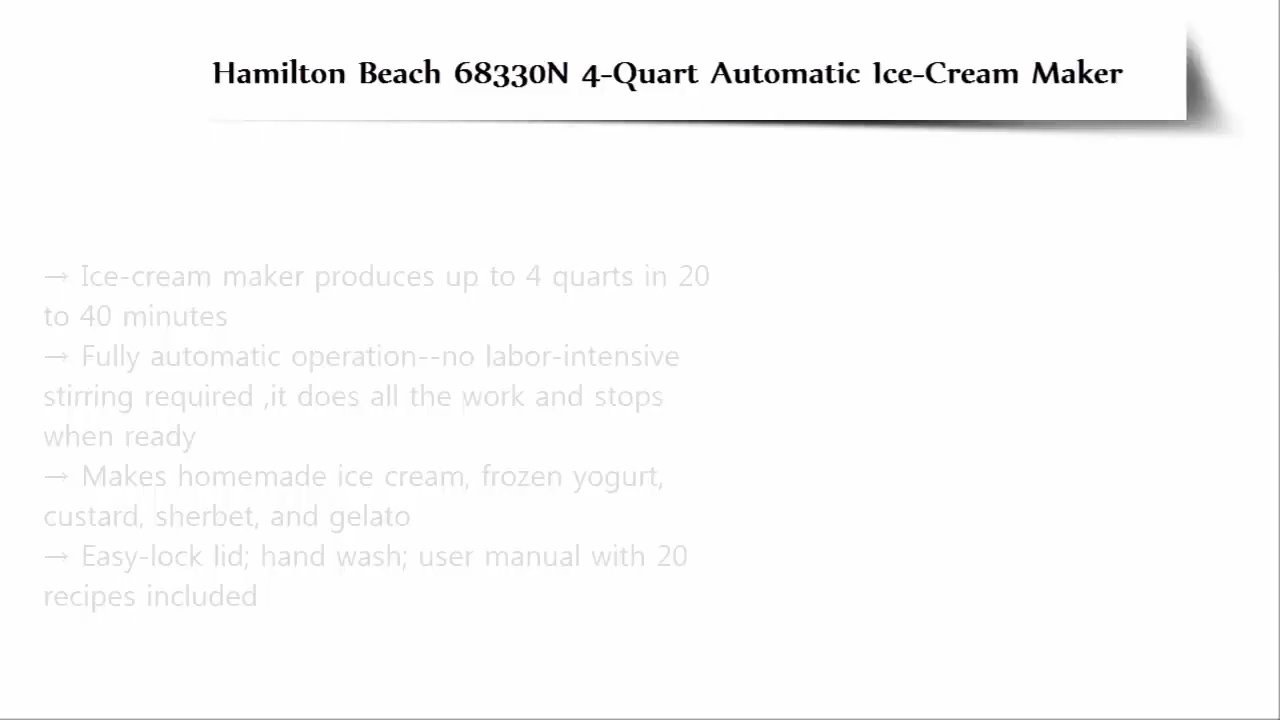 Hamilton Beach 68330N 4-Quart Automatic Ice-Cream Maker
→ Ice-cream maker produces up to 4 quarts in 20
to 40 minutes
→ Fully automatic operation--no labor-intensive
stirring required ,it does all the work and stops
when ready
→ Makes homemade ice cream, frozen yogurt,
custard, sherbet, and gelato
→ Easy-lock lid; hand wash; user manual with 20
recipes included